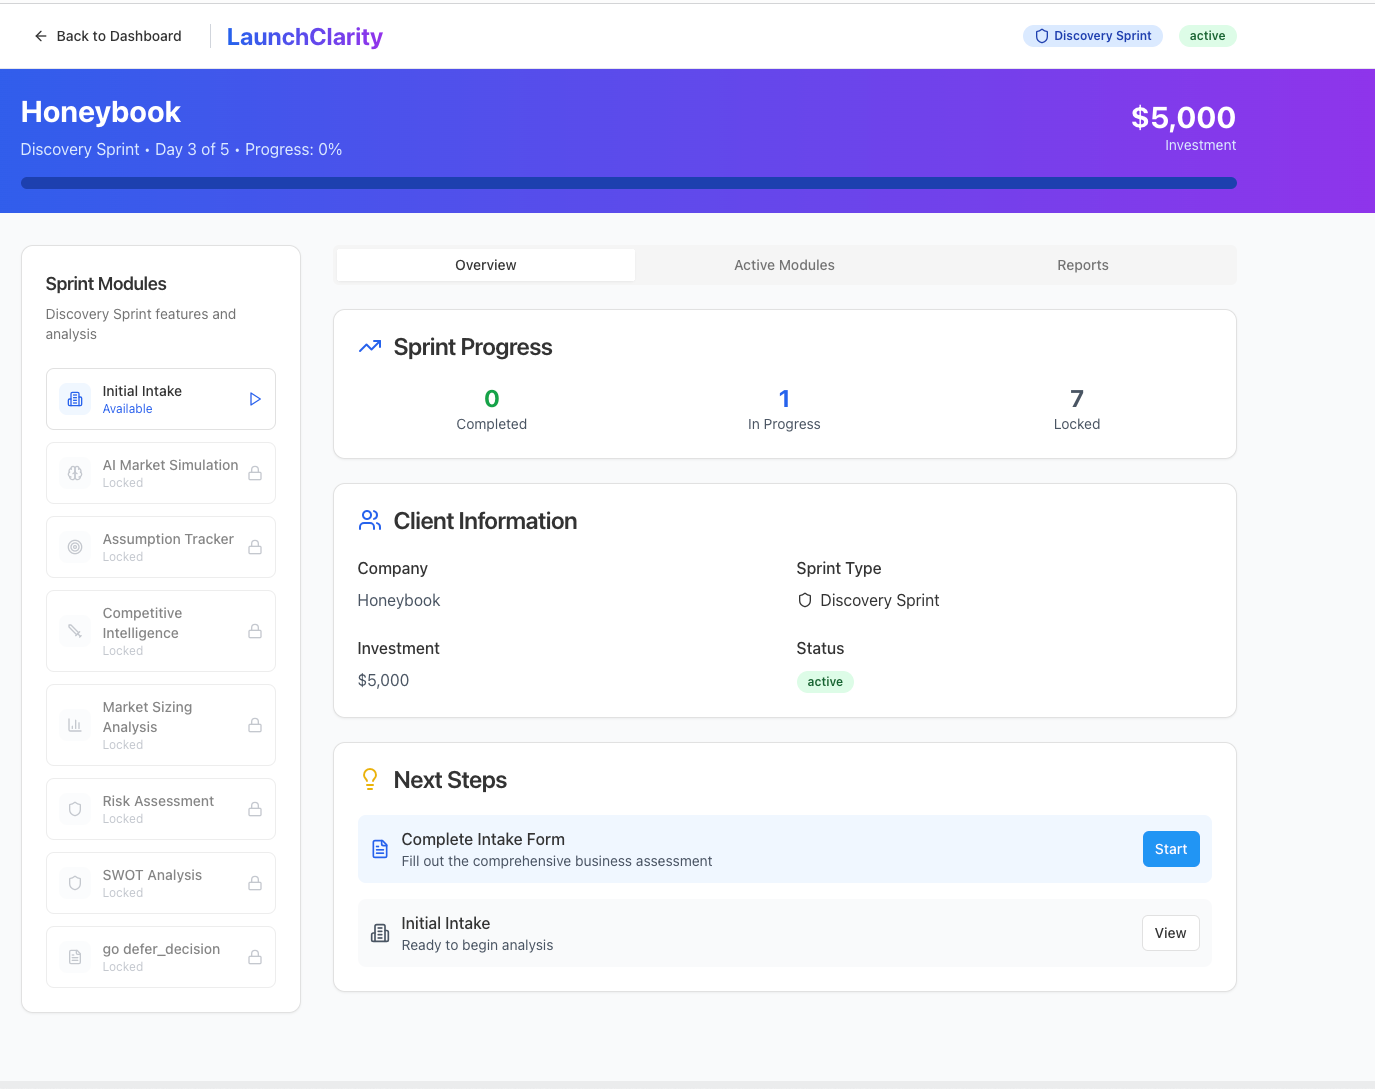 Back to Dashboard
LaunchClarity
Discovery Sprint
active
Honeybook
Discovery Sprint • Day 3 of 5 • Progress: 0%
$5,000
Investment
Sprint Modules
Discovery Sprint features and
analysis
Initial Intake
Available
AI Market Simulation
Locked
Assumption Tracker
Locked
Competitive
Intelligence
Locked
Market Sizing
Analysis
Locked
Risk Assessment
Locked
SWOT Analysis
Locked
go defer_decision
Locked
Overview
Active Modules
Reports
Sprint Progress
0
Completed
1
In Progress
7
Locked
Client Information
Company
Honeybook
Sprint Type
Discovery Sprint
Investment
$5,000
Status
active
Next Steps
Complete Intake Form
Fill out the comprehensive business assessment
Start
Initial Intake
Ready to begin analysis
View